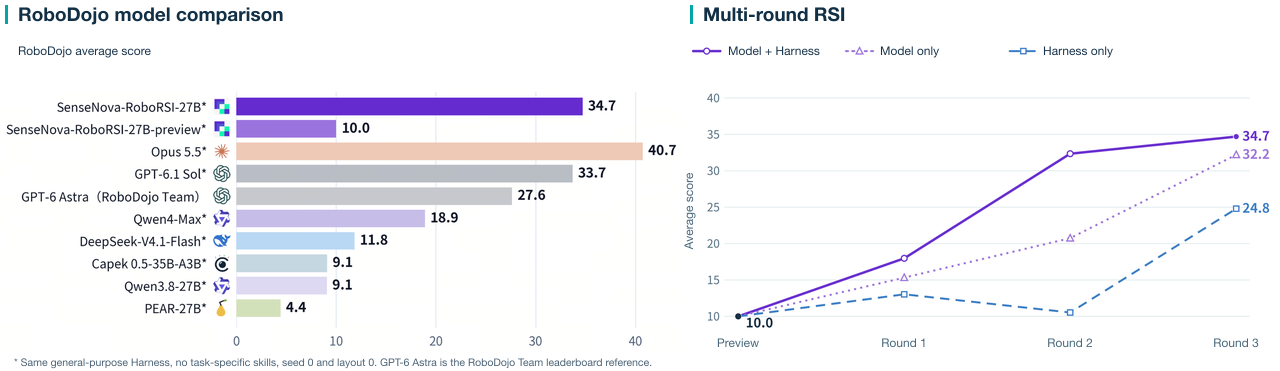 RoboDojo model comparison
RoboDojo average score
SenseNova-RoboRSI-27B* 34.7
SenseNova-RoboRSI-27B-preview* 10.0
Opus 5.5* 40.7
GPT-6.1 Sol* 33.7
GPT-6 Astra（RoboDojo Team） 27.6
Qwen4-Max* 18.9
DeepSeek-V4.1-Flash* 11.8
Capek 0.5-35B-A3B* 9.1
Qwen3.8-27B* 9.1
PEAR-27B* 4.4
0 10 20 30 40
* Same general-purpose Harness, no task-specific skills, seed 0 and layout 0. GPT-6 Astra is the RoboDojo Team leaderboard reference.
Multi-round RSI
Model + Harness Model only Harness only
Average score
40
35
30
25
20
15
10
34.7
32.2
24.8
10.0
Preview Round 1 Round 2 Round 3